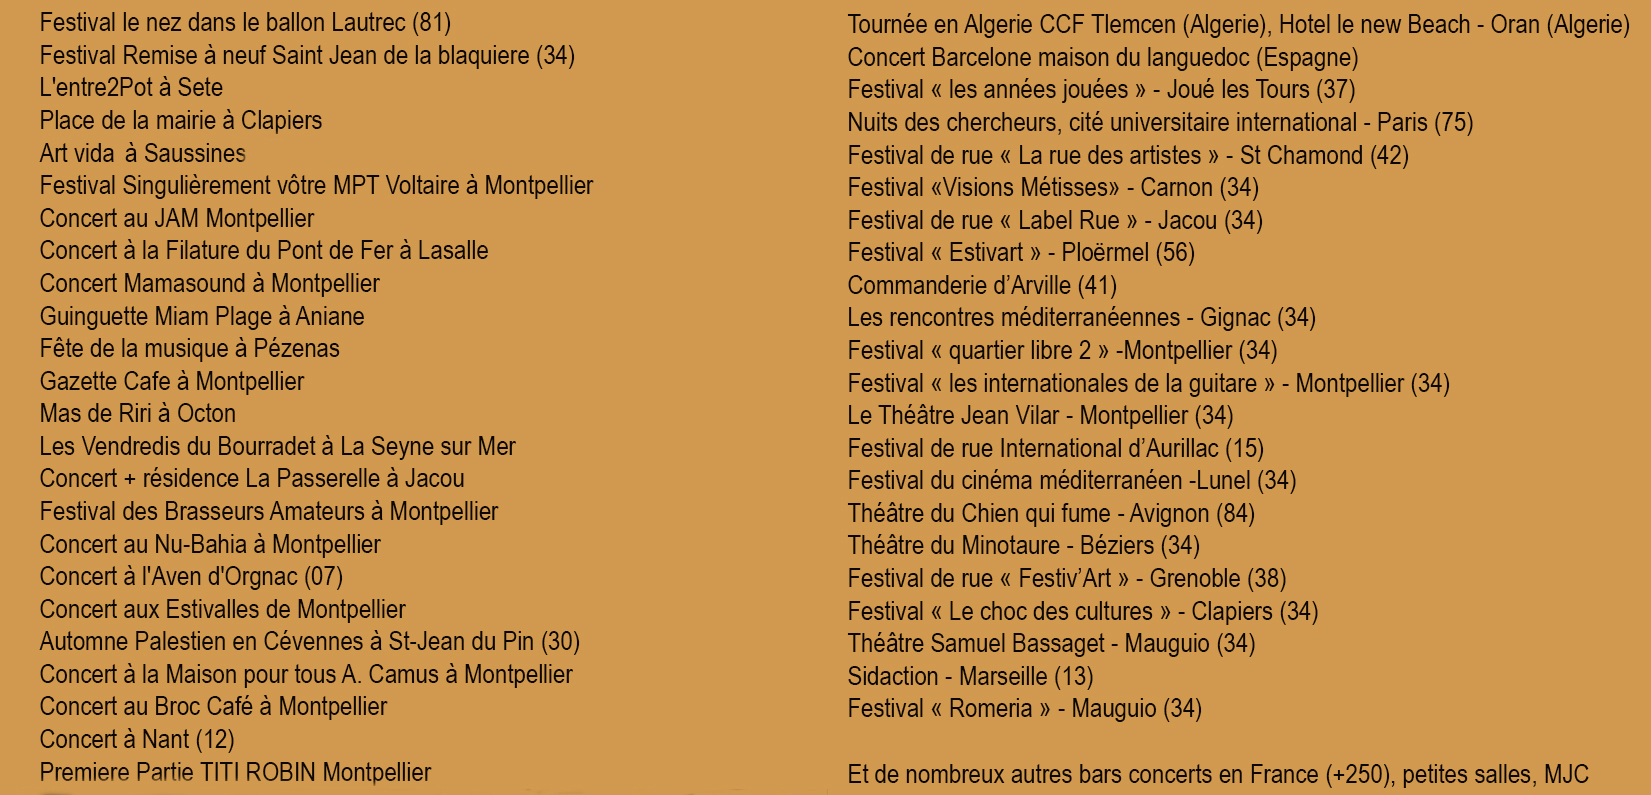 Festival le nez dans le ballon Lautrec (81)
Festival Remise à neuf Saint Jean de la blaquiere (34)
L'entre2Pot à Sete
Place de la mairie à Clapiers
Art vida à Saussines
Festival Singulièrement vôtre MPT Voltaire à Montpellier
Concert au JAM Montpellier
Concert à la Filature du Pont de Fer à Lasalle
Concert Mamasound à Montpellier
Guinguette Miam Plage à Aniane
Fête de la musique à Pézenas
Gazette Cafe à Montpellier
Mas de Riri à Octon
Les Vendredis du Bourradet à La Seyne sur Mer
Concert + résidence La Passerelle à Jacou
Festival des Brasseurs Amateurs à Montpellier
Concert au Nu-Bahia à Montpellier
Concert à l'Aven d'Orgnac (07)
Concert aux Estivalles de Montpellier
Automne Palestien en Cévennes à St-Jean du Pin (30)
Concert à la Maison pour tous A. Camus à Montpellier
Concert au Broc Café à Montpellier
Concert à Nant (12)
Premiere Partie TITI ROBIN Montpellier
Tournée en Algerie CCF Tlemcen (Algerie), Hotel le new Beach - Oran (Algerie)
Concert Barcelone maison du languedoc (Espagne)
Festival « les années jouées » - Joué les Tours (37)
Nuits des chercheurs, cité universitaire international - Paris (75)
Festival de rue « La rue des artistes » - St Chamond (42)
Festival «Visions Métisses» - Carnon (34)
Festival de rue « Label Rue » - Jacou (34)
Festival « Estivart » - Ploërmel (56)
Commanderie d’Arville (41)
Les rencontres méditerranéennes - Gignac (34)
Festival « quartier libre 2 » -Montpellier (34)
Festival « les internationales de la guitare » - Montpellier (34)
Le Théâtre Jean Vilar - Montpellier (34)
Festival de rue International d’Aurillac (15)
Festival du cinéma méditerranéen -Lunel (34)
Théâtre du Chien qui fume - Avignon (84)
Théâtre du Minotaure - Béziers (34)
Festival de rue « Festiv’Art » - Grenoble (38)
Festival « Le choc des cultures » - Clapiers (34)
Théâtre Samuel Bassaget - Mauguio (34)
Sidaction - Marseille (13)
Festival « Romeria » - Mauguio (34)
Et de nombreux autres bars concerts en France (+250), petites salles, MJC